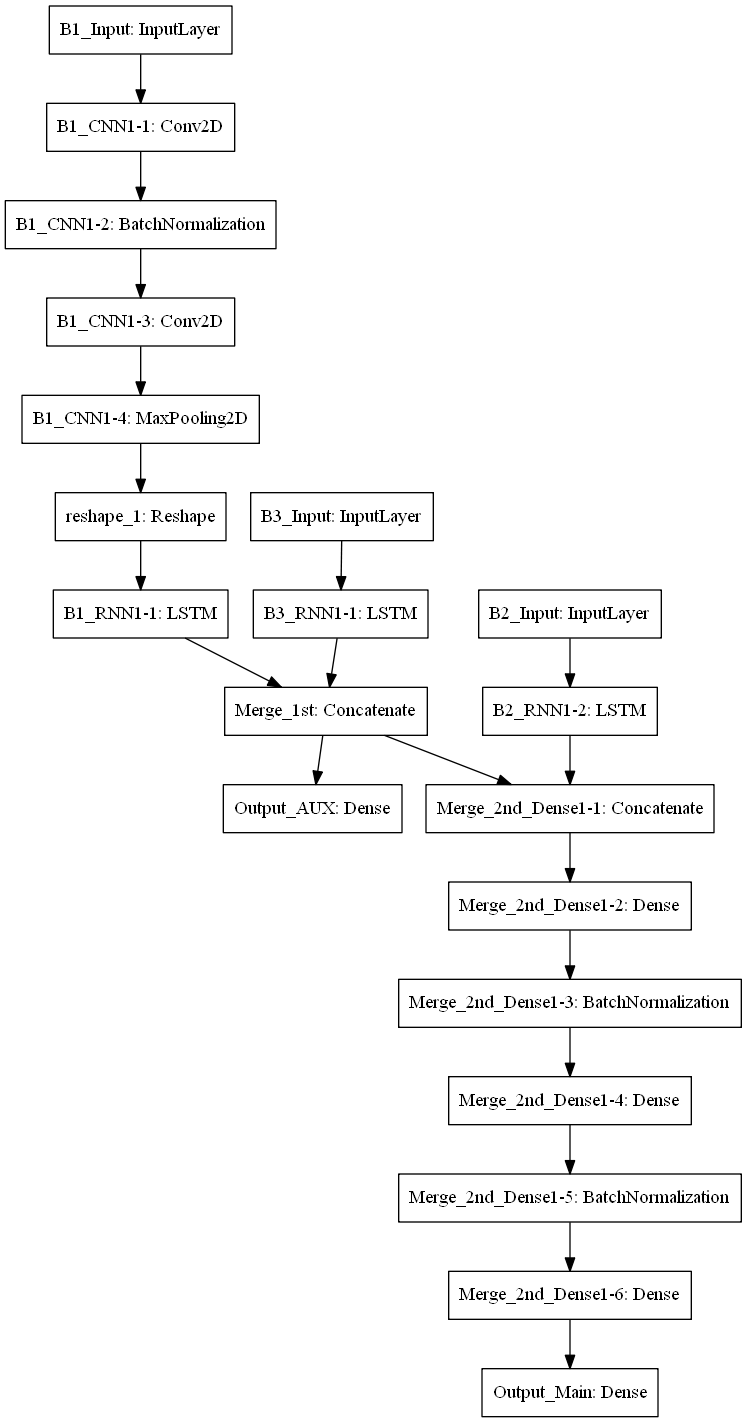 B1_Input: InputLayer
B1_CNN1-1: Conv2D
B1_CNN1-2: BatchNormalization
B1_CNN1-3: Conv2D
B1_CNN1-4: MaxPooling2D
reshape_1: Reshape
B3_Input: InputLayer
B1_RNN1-1: LSTM
B3_RNN1-1: LSTM
B2_Input: InputLayer
Merge_1st: Concatenate
B2_RNN1-2: LSTM
Output_AUX: Dense
Merge_2nd_Dense1-1: Concatenate
Merge_2nd_Dense1-2: Dense
Merge_2nd_Dense1-3: BatchNormalization
Merge_2nd_Dense1-4: Dense
Merge_2nd_Dense1-5: BatchNormalization
Merge_2nd_Dense1-6: Dense
Output_Main: Dense